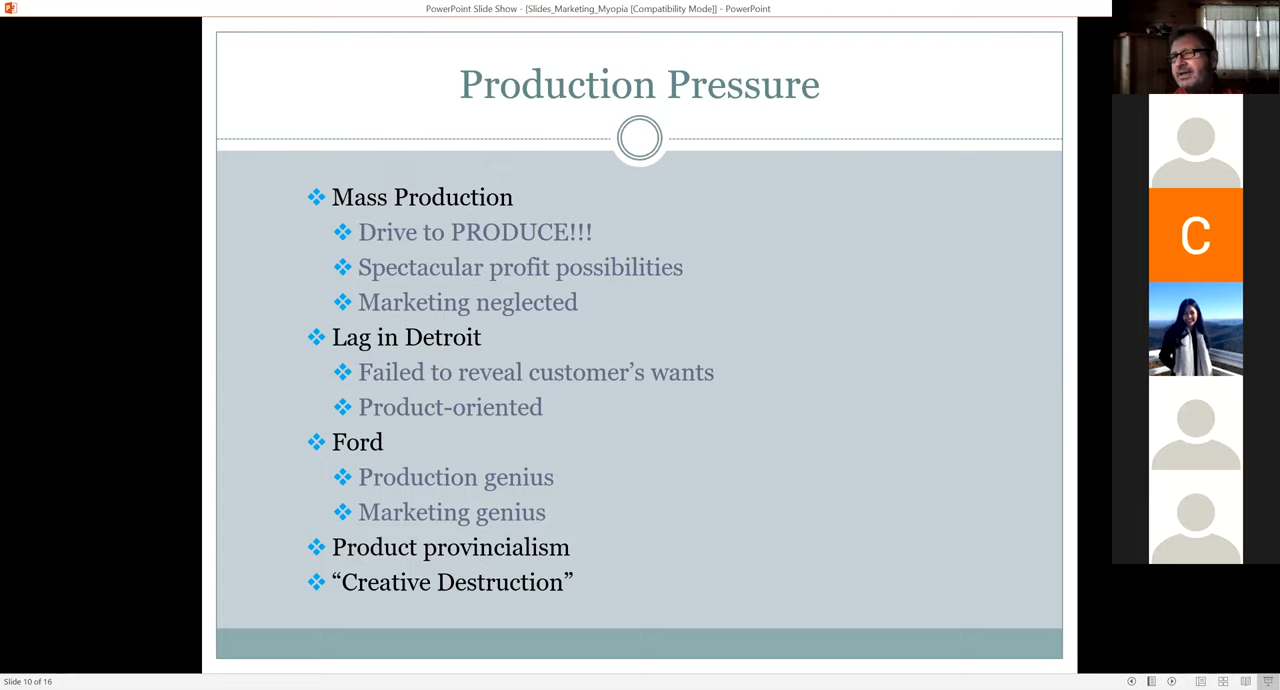 PowerPoint Slide Show - [Slides_Marketing_Myopia [Compatibility Mode]] - PowerPoint
Production Pressure
Mass Production
Drive to PRODUCE!!!
Spectacular profit possibilities
Marketing neglected
Lag in Detroit
Failed to reveal customer’s wants
Product-oriented
Ford
Production genius
Marketing genius
Product provincialism
“Creative Destruction”
C
Slide 10 of 16